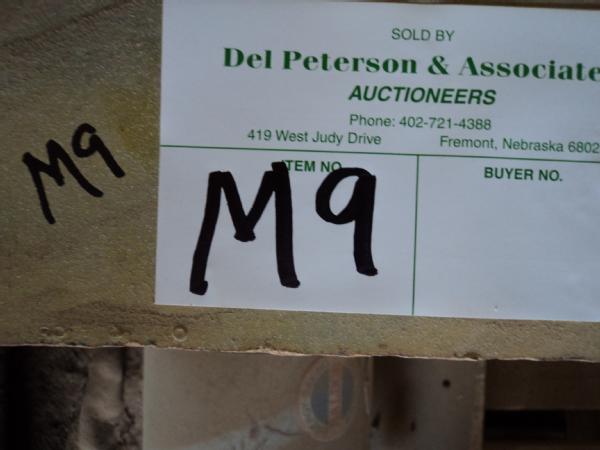 SOLD BY
Del Peterson & Associate
AUCTIONEERS
Phone: 402-721-4388
419 West Judy Drive Fremont, Nebraska 6802
ITEM NO. BUYER NO.
M9
M9